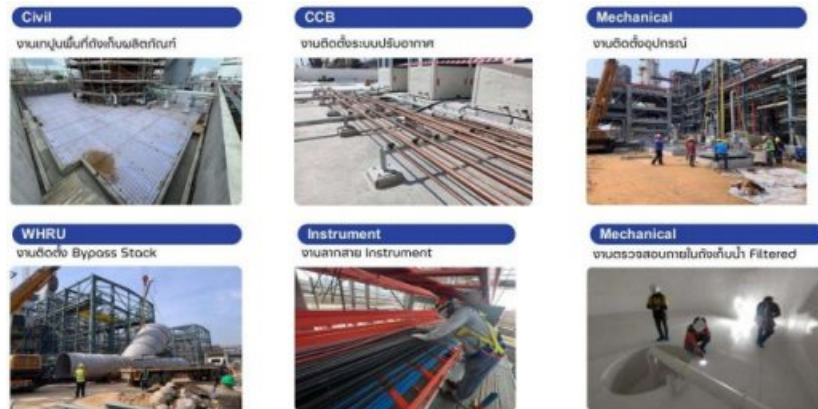 Civil
งานเทปูนพื้นที่ถังเก็บผลิตภัณฑ์
CCB
งานติดตั้งระบบปรับอากาศ
Mechanical
งานติดตั้งอุปกรณ์
WHRU
งานติดตั้ง Bypass Stack
Instrument
งานลากสาย Instrument
Mechanical
งานตรวจสอบภายในถังเก็บน้ำ Filtered